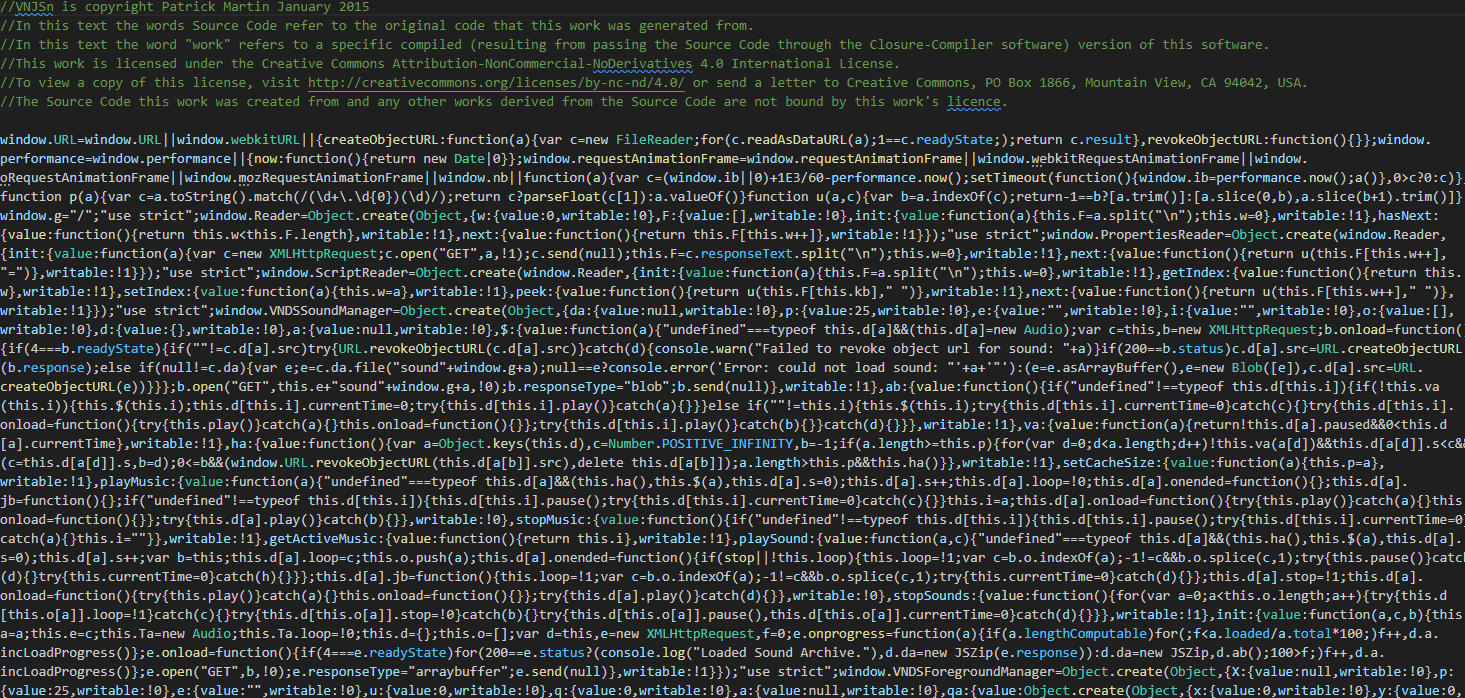 //VNJSn is copyright Patrick Martin January 2015
//In this text the words Source Code refer to the original code that this work was generated from.
//In this text the word "work" refers to a specific compiled (resulting from passing the Source Code through the Closure-Compiler software) version of this software.
//This work is licensed under the Creative Commons Attribution-NonCommercial-NoDerivatives 4.0 International License.
//To view a copy of this license, visit http://creativecommons.org/licenses/by-nc-nd/4.0/ or send a letter to Creative Commons, PO Box 1866, Mountain View, CA 94042, USA.
//The Source Code this work was created from and any other works derived from the Source Code are not bound by this work's licence.
window.URL=window.URL||window.webkitURL||{createObjectURL:function(a){var c=new FileReader;for(c.readAsDataURL(a);1==c.readyState;);return c.result},revokeObjectURL:function(){}};window.
performance=window.performance||{now:function(){return new Date|0}};window.requestAnimationFrame=window.requestAnimationFrame||window.webkitRequestAnimationFrame||window.
oRequestAnimationFrame||window.mozRequestAnimationFrame||window.nb||function(a){var c=(window.ib||0)+1E3/60-performance.now();setTimeout(function(){window.ib=performance.now();a()},0>c?0:c)};
function p(a){var c=a.toString().match(/(\d+\.\d{0})(\d)/);return c?parseFloat(c[1]):a.valueOf()}function u(a,c){var b=a.indexOf(c);return-1==b?[a.trim()]:[a.slice(0,b),a.slice(b+1).trim()]}
window.g="/";"use strict";window.Reader=Object.create(Object,{w:{value:0,writable:!0},F:{value:[],writable:!0},init:{value:function(a){this.F=a.split("\n");this.w=0},writable:!1},hasNext:
{value:function(){return this.w<this.F.length},writable:!1},next:{value:function(){return this.F[this.w++]},writable:!1}});"use strict";window.PropertiesReader=Object.create(window.Reader,
{init:{value:function(a){var c=new XMLHttpRequest;c.open("GET",a,!1);c.send(null);this.F=c.responseText.split("\n");this.w=0},writable:!1},next:{value:function(){return u(this.F[this.w++],
"=")},writable:!1}});"use strict";window.ScriptReader=Object.create(window.Reader,{init:{value:function(a){this.F=a.split("\n");this.w=0},writable:!1},getIndex:{value:function(){return this.
w},writable:!1},setIndex:{value:function(a){this.w=a},writable:!1},peek:{value:function(){return u(this.F[this.kb]," ")},writable:!1},next:{value:function(){return u(this.F[this.w++]," ")},
writable:!1}});"use strict";window.VNDSSoundManager=Object.create(Object,{da:{value:null,writable:!0},p:{value:25,writable:!0},e:{value:"",writable:!0},i:{value:"",writable:!0},o:{value:[],
writable:!0},d:{value:{},writable:!0},a:{value:null,writable:!0},$:{value:function(a){"undefined"===typeof this.d[a]&&(this.d[a]=new Audio);var c=this,b=new XMLHttpRequest;b.onload=function()
{if(4===b.readyState){if(""!=c.d[a].src)try{URL.revokeObjectURL(c.d[a].src)}catch(d){console.warn("Failed to revoke object url for sound: "+a)}if(200==b.status)c.d[a].src=URL.createObjectURL
(b.response);else if(null!=c.da){var e;e=c.da.file("sound"+window.g+a);null==e?console.error('Error: could not load sound: "'+a+'"'):(e=e.asArrayBuffer(),e=new Blob([e]),c.d[a].src=URL.
createObjectURL(e))}}};b.open("GET",this.e+"sound"+window.g+a,!0);b.responseType="blob";b.send(null)},writable:!1},ab:{value:function(){if("undefined"!==typeof this.d[this.i]){if(!this.va
(this.i)){this.$(this.i);this.d[this.i].currentTime=0;try{this.d[this.i].play()}catch(a){}}}else if(""!=this.i){this.$(this.i);try{this.d[this.i].currentTime=0}catch(c){}this.d[this.i].
onload=function(){try{this.play()}catch(a){}this.onload=function(){}};try{this.d[this.i].play()}catch(b){}}catch(d){}}},writable:!1},va:{value:function(a){return!this.d[a].paused&&0<this.d
[a].currentTime},writable:!1},ha:{value:function(){var a=Object.keys(this.d),c=Number.POSITIVE_INFINITY,b=-1;if(a.length>=this.p){for(var d=0;d<a.length;d++)!this.va(a[d])&&this.d[a[d]].s<c&&
(c=this.d[a[d]].s,b=d);0<=b&&(window.URL.revokeObjectURL(this.d[a[b]].src),delete this.d[a[b]]);a.length>this.p&&this.ha()}},writable:!1},setCacheSize:{value:function(a){this.p=a},
writable:!1},playMusic:{value:function(a){"undefined"===typeof this.d[a]&&(this.ha(),this.$(a),this.d[a].s=0);this.d[a].s++;this.d[a].loop=!0;this.d[a].onended=function(){};this.d[a].
jb=function(){};if("undefined"!==typeof this.d[this.i]){this.d[this.i].pause();try{this.d[this.i].currentTime=0}catch(c){}}this.i=a;this.d[a].onload=function(){try{this.play()}catch(a){}this.
onload=function(){}};try{this.d[a].play()}catch(b){}},writable:!0},stopMusic:{value:function(){if("undefined"!==typeof this.d[this.i]){this.d[this.i].pause();try{this.d[this.i].currentTime=0}
catch(a){}this.i=""}},writable:!1},getActiveMusic:{value:function(){return this.i},writable:!1},playSound:{value:function(a,c){"undefined"===typeof this.d[a]&&(this.ha(),this.$(a),this.d[a].
s=0);this.d[a].s++;var b=this;this.d[a].loop=c;this.o.push(a);this.d[a].onended=function(){if(stop||!this.loop){this.loop=!1;var c=b.o.indexOf(a);-1!=c&&b.o.splice(c,1);try{this.pause()}catch
(d){}try{this.currentTime=0}catch(h){}}};this.d[a].jb=function(){this.loop=!1;var c=b.o.indexOf(a);-1!=c&&b.o.splice(c,1);try{this.currentTime=0}catch(d){}};this.d[a].stop=!1;this.d[a].
onload=function(){try{this.play()}catch(a){}this.onload=function(){}};try{this.d[a].play()}catch(d){}},writable:!0},stopSounds:{value:function(){for(var a=0;a<this.o.length;a++){try{this.d
[this.o[a]].loop=!1}catch(c){}try{this.d[this.o[a]].stop=!0}catch(b){}try{this.d[this.o[a]].pause(),this.d[this.o[a]].currentTime=0}catch(d){}}},writable:!1},init:{value:function(a,c,b){this.
a=a;this.e=c;this.Ta=new Audio;this.Ta.loop=!0;this.d={};this.o=[];var d=this,e=new XMLHttpRequest,f=0;e.onprogress=function(a){if(a.lengthComputable)for(;f<a.loaded/a.total*100;)f++,d.a.
incLoadProgress()};e.onload=function(){if(4===e.readyState)for(200==e.status?(console.log("Loaded Sound Archive."),d.da=new JSZip(e.response)):d.da=new JSZip,d.ab();100>f;)f++,d.a.
incLoadProgress()};e.open("GET",b,!0);e.responseType="arraybuffer";e.send(null)},writable:!1}});"use strict";window.VNDSForegroundManager=Object.create(Object,{X:{value:null,writable:!0},p:
{value:25,writable:!0},e:{value:"",writable:!0},u:{value:0,writable:!0},q:{value:0,writable:!0},a:{value:null,writable:!0},qa:{value:Object.create(Object,{x:{value:0,writable:!0},y:{value:0,